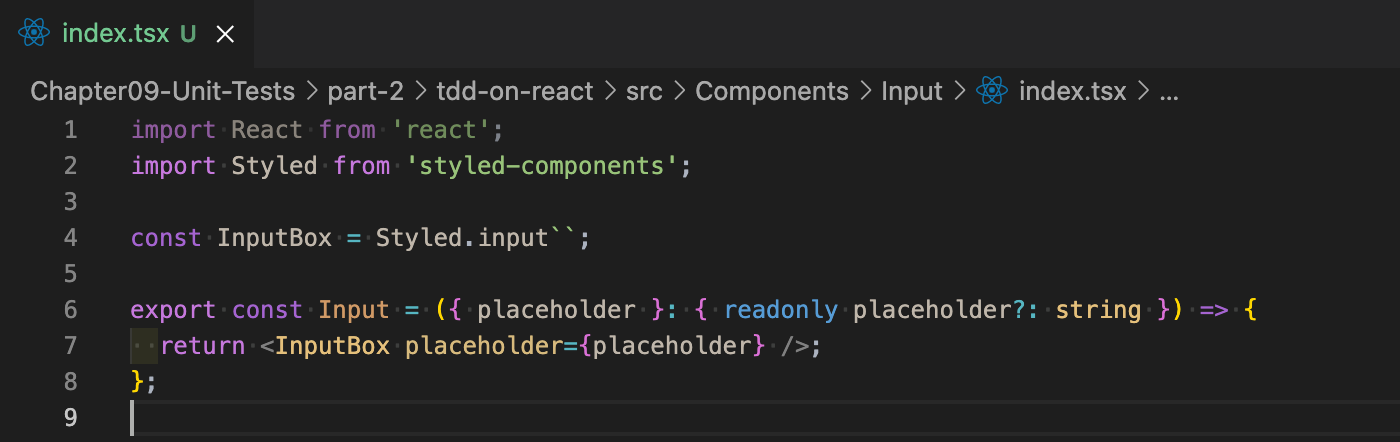 index.tsx U
Chapter09-Unit-Tests > part-2 > tdd-on-react > src > Components > Input > index.tsx > ...
1 import React from 'react';
2 import Styled from 'styled-components';
3
4 const InputBox = Styled.input``;
5
6 export const Input = ({ placeholder }: { readonly placeholder?: string }) => {
7   return <InputBox placeholder={placeholder} />;
8 };
9